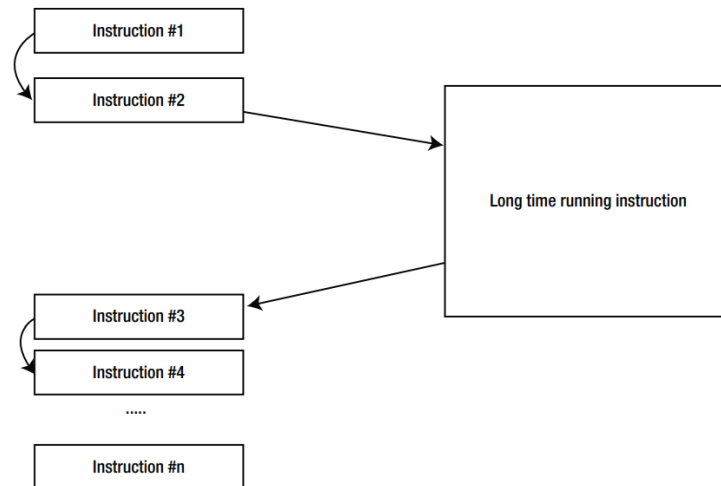 Instruction #1
Instruction #2
Long time running instruction
Instruction #3
Instruction #4
.....
Instruction #n